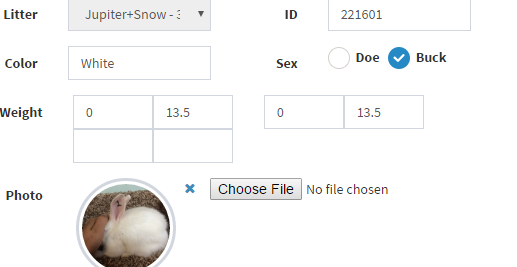 Litter Jupiter+Snow - 3 ID 221601
Color White Sex Doe Buck
Weight 0 13.5 0 13.5
Photo Choose File No file chosen